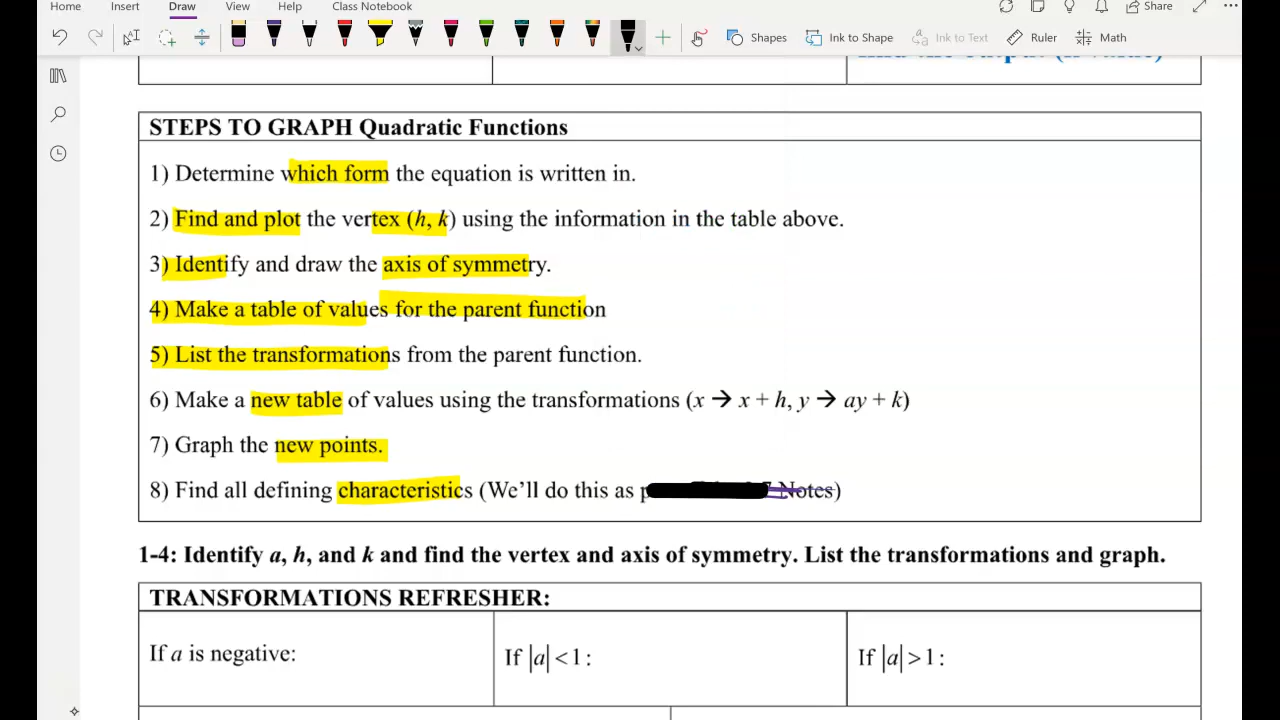 Home Insert Draw View Help Class Notebook Share
Shapes Ink to Shape Ink to Text Ruler Math
find the output (k value)
STEPS TO GRAPH Quadratic Functions
1) Determine which form the equation is written in.
2) Find and plot the vertex (h, k) using the information in the table above.
3) Identify and draw the axis of symmetry.
4) Make a table of values for the parent function
5) List the transformations from the parent function.
6) Make a new table of values using the transformations (x → x + h, y → ay + k)
7) Graph the new points.
8) Find all defining characteristics (We'll do this as Notes)
1-4: Identify a, h, and k and find the vertex and axis of symmetry. List the transformations and graph.
TRANSFORMATIONS REFRESHER:
If a is negative: If |a| < 1 : If |a| > 1 :